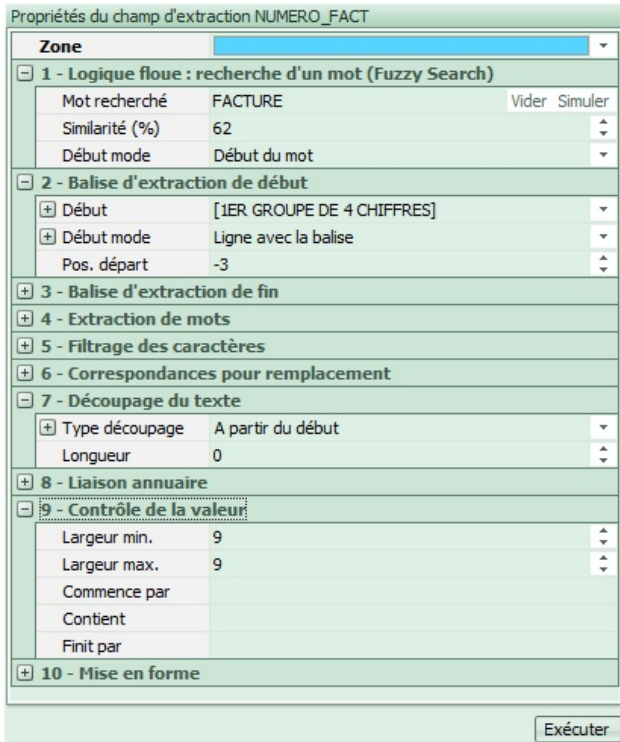 Propriétés du champ d'extraction NUMERO_FACT
Zone
1 - Logique floue : recherche d'un mot (Fuzzy Search)
Mot recherché FACTURE Vider Simuler
Similarité (%) 62
Début mode Début du mot
2 - Balise d'extraction de début
Début [1ER GROUPE DE 4 CHIFFRES]
Début mode Ligne avec la balise
Pos. départ -3
3 - Balise d'extraction de fin
4 - Extraction de mots
5 - Filtrage des caractères
6 - Correspondances pour remplacement
7 - Découpage du texte
Type découpage A partir du début
Longueur 0
8 - Liaison annuaire
9 - Contrôle de la valeur
Largeur min. 9
Largeur max. 9
Commence par
Contient
Finit par
10 - Mise en forme
Exécuter